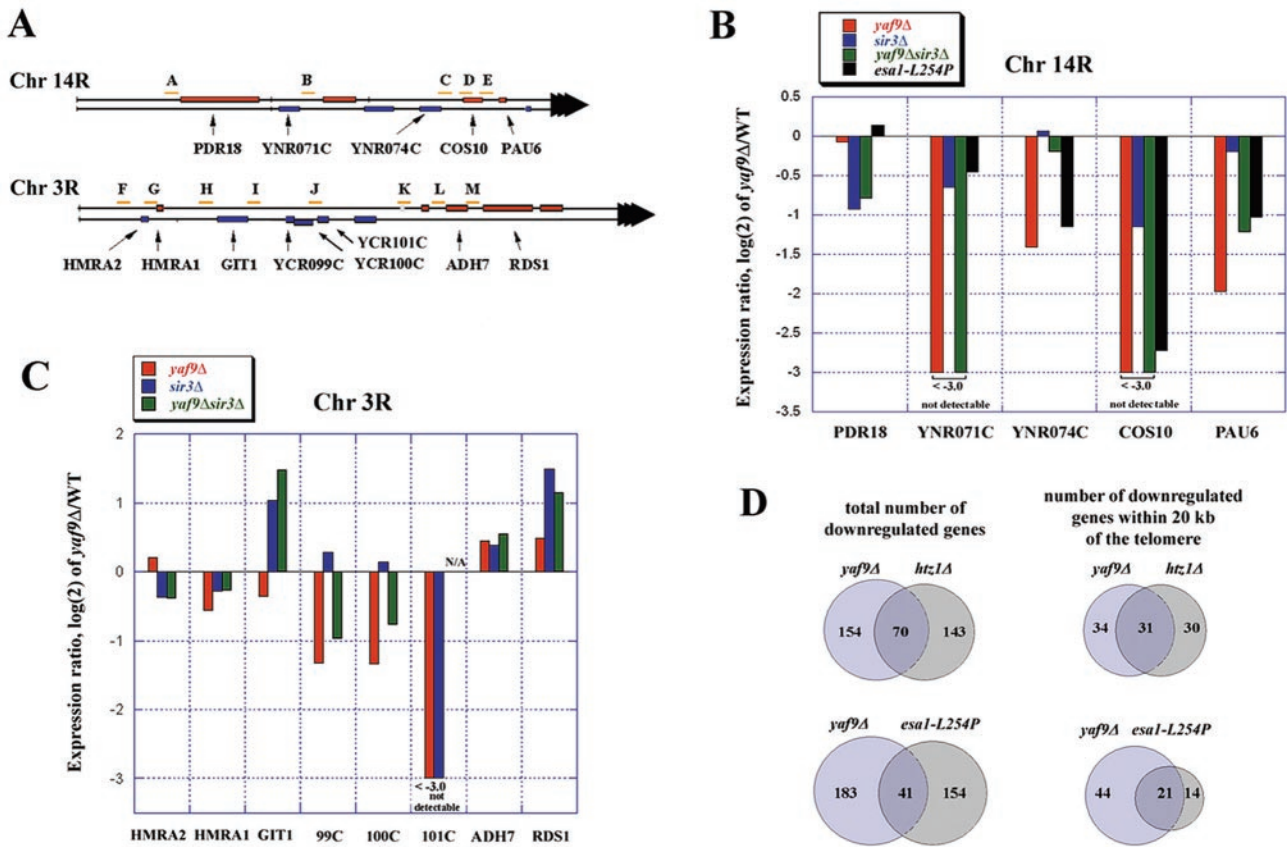 A
Chr 14R
A B C D E
PDR18 YNR071C YNR074C COS10 PAU6
Chr 3R
F G H I J K L M
YCR101C
HMRA2 HMRA1 GIT1 YCR099C YCR100C ADH7 RDS1
B
yaf9Δ
sir3Δ
yaf9Δsir3Δ
esa1-L254P
Chr 14R
Expression ratio, log(2) of yaf9Δ/WT
0.5
0
-0.5
-1
-1.5
-2
-2.5
-3
-3.5
< -3.0
not detectable
< -3.0
not detectable
PDR18 YNR071C YNR074C COS10 PAU6
C
yaf9Δ
sir3Δ
yaf9Δsir3Δ
Chr 3R
Expression ratio, log(2) of yaf9Δ/WT
2
1
0
-1
-2
-3
N/A
< -3.0
not
detectable
HMRA2 HMRA1 GIT1 99C 100C 101C ADH7 RDS1
D
total number of
downregulated genes
yaf9Δ htz1Δ
154 70 143
yaf9Δ esa1-L254P
183 41 154
number of downregulated
genes within 20 kb
of the telomere
yaf9Δ htz1Δ
34 31 30
yaf9Δ esa1-L254P
44 21 14